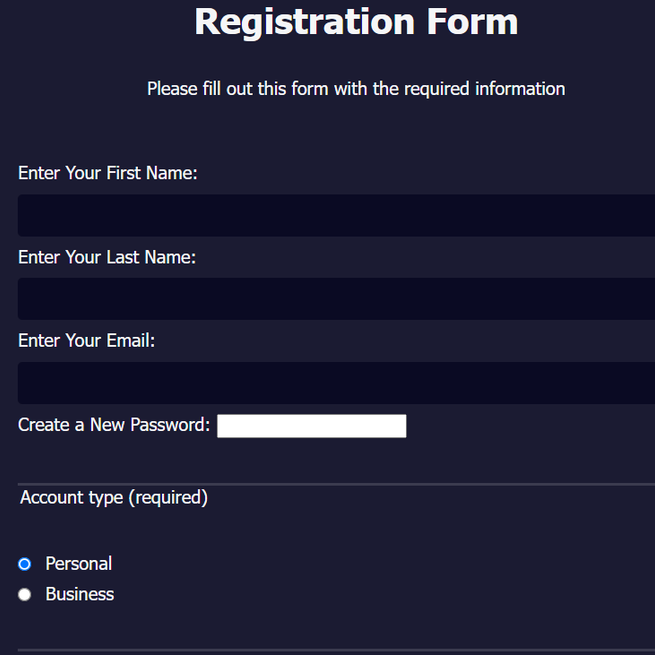 Registration Form
Please fill out this form with the required information
Enter Your First Name:
Enter Your Last Name:
Enter Your Email:
Create a New Password:
Account type (required)
Personal
Business